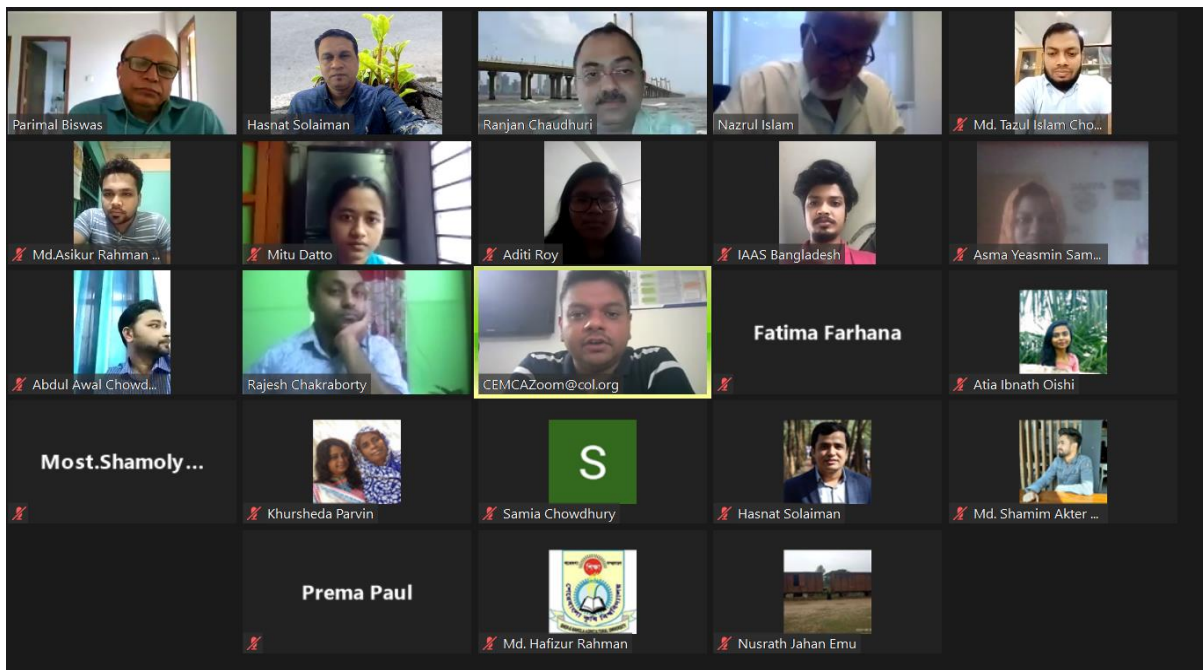 Parimal Biswas
Hasnat Solaiman
Ranjan Chaudhuri
Nazrul Islam
Md. Tazul Islam Cho...
Md.Asikur Rahman ...
Mitu Datto
Aditi Roy
IAAS Bangladesh
Asma Yeasmin Sam...
Abdul Awal Chowd...
Rajesh Chakraborty
CEMCAZoom@col.org
Fatima Farhana
Atia Ibnath Oishi
Most.Shamoly...
Khursheda Parvin
S
Samia Chowdhury
Hasnat Solaiman
Md. Shamim Akter ...
Prema Paul
শিক্ষা
Md. Hafizur Rahman
Nusrath Jahan Emu